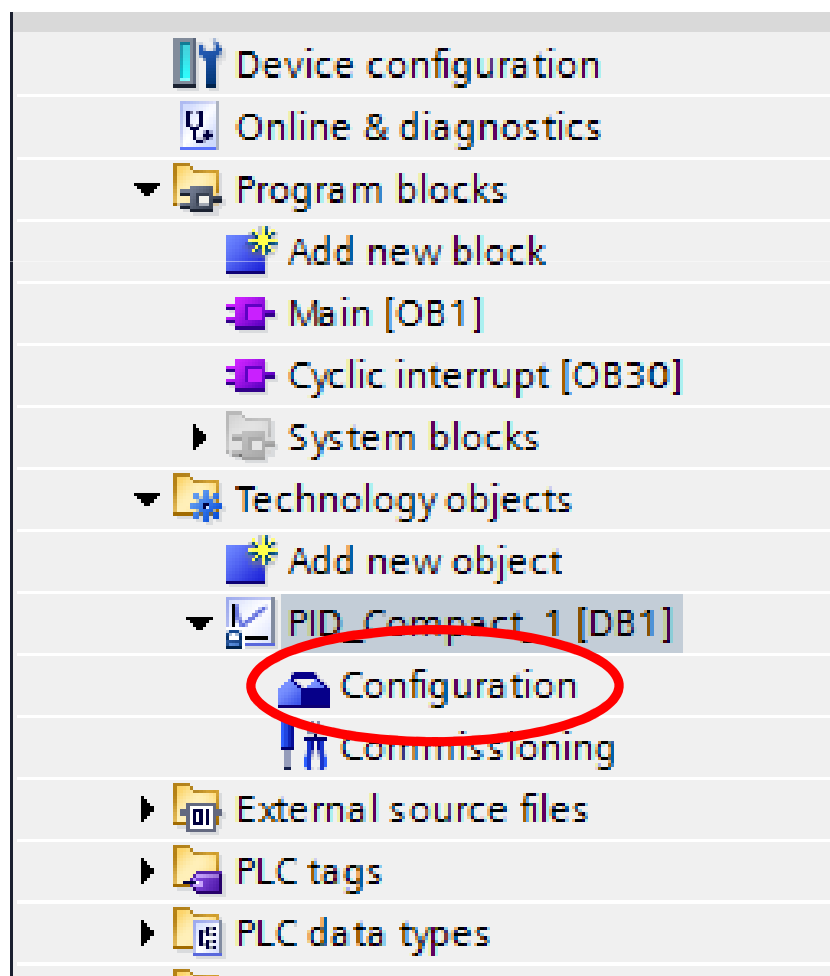 Device configuration
Online & diagnostics
Program blocks
Add new block
Main [OB1]
Cyclic interrupt [OB30]
System blocks
Technology objects
Add new object
PID_Compact_1 [DB1]
Configuration
Commissioning
External source files
PLC tags
PLC data types